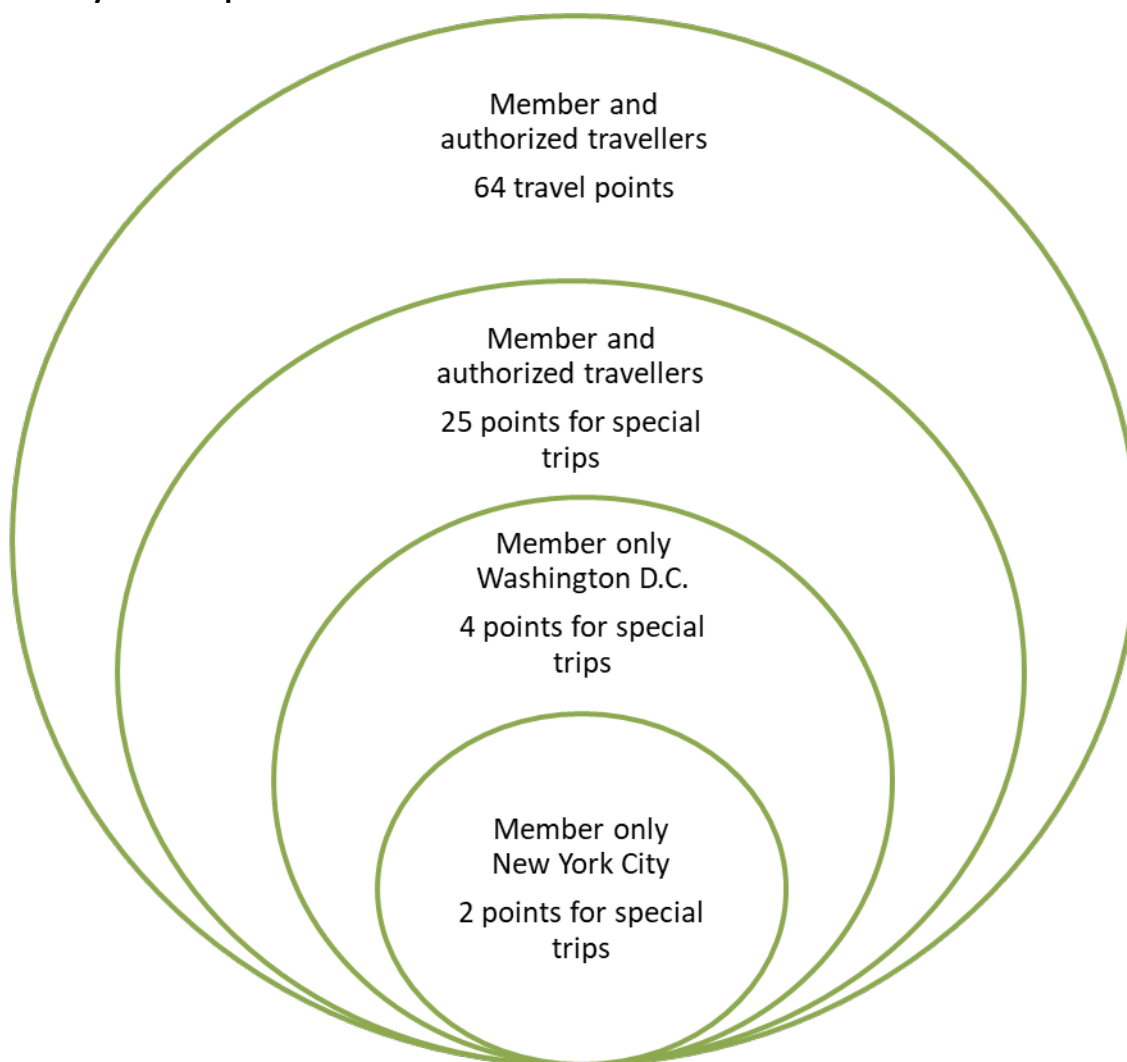 Member and
authorized travellers
64 travel points
Member and
authorized travellers
25 points for special
trips
Member only
Washington D.C.
4 points for special
trips
Member only
New York City
2 points for special
trips